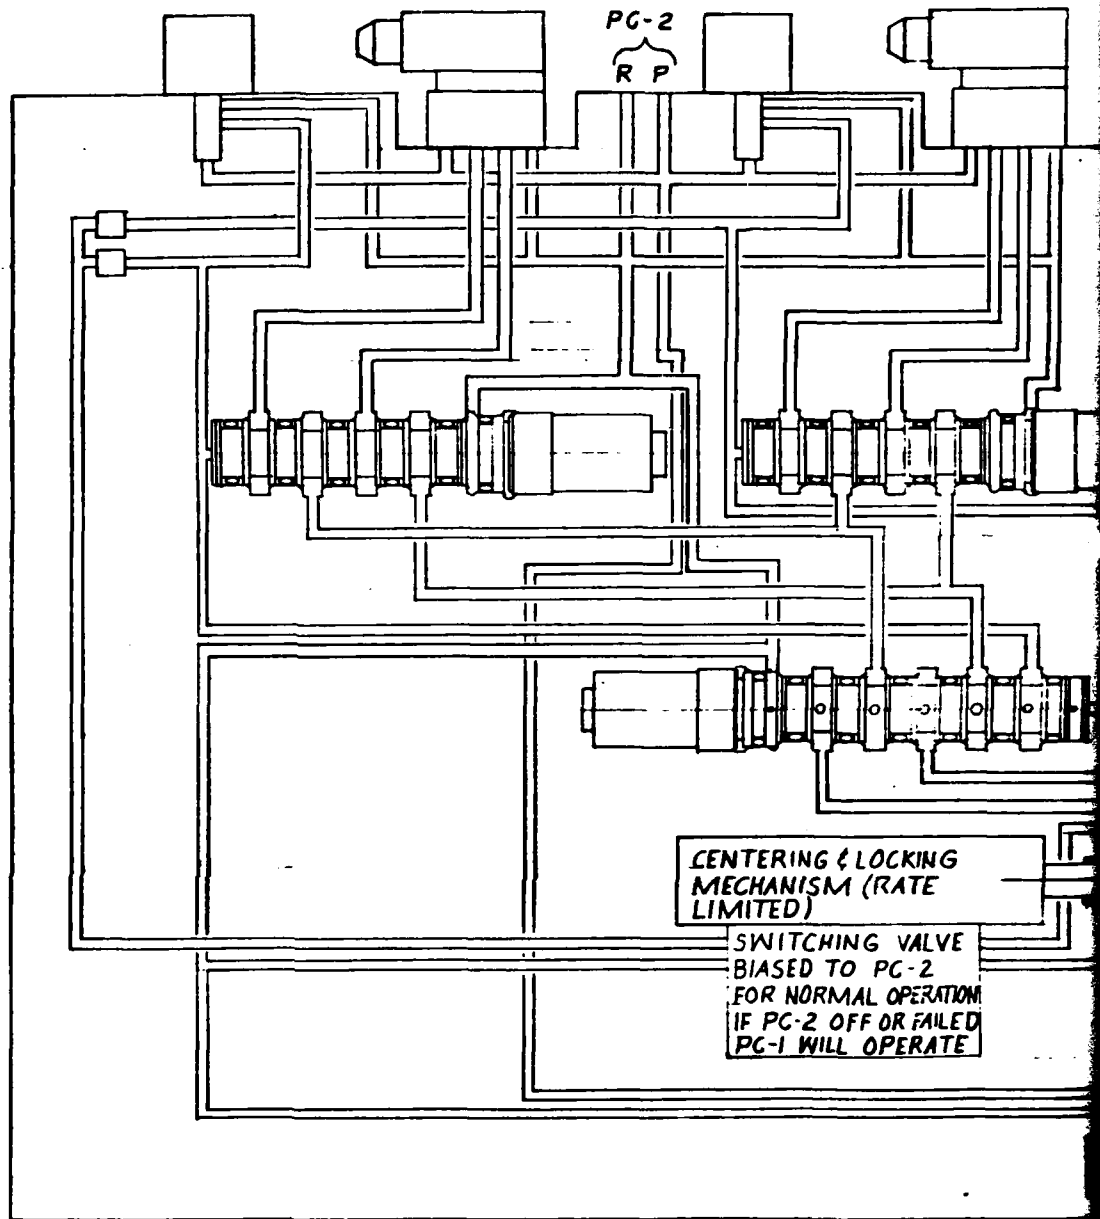 PC-2
R P
CENTERING & LOCKING
MECHANISM (RATE
LIMITED)
SWITCHING VALVE
BIASED TO PC-2
FOR NORMAL OPERATION
IF PC-2 OFF OR FAILED
PC-1 WILL OPERATE